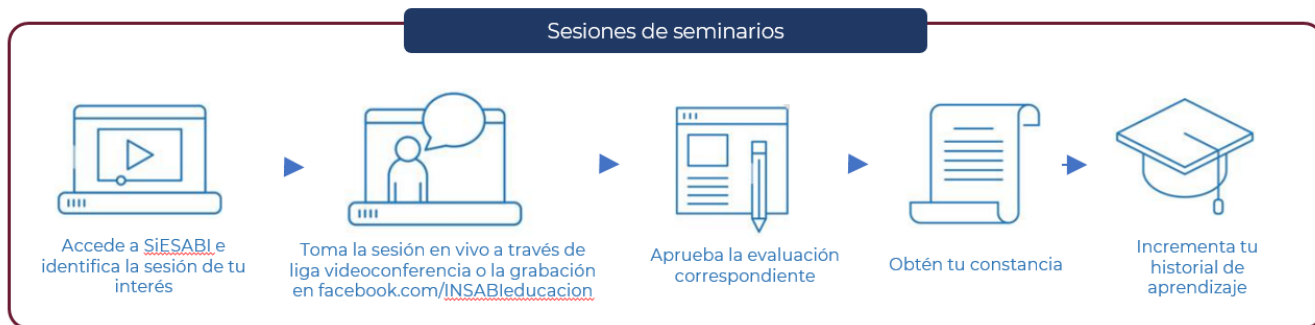 Sesiones de seminarios
Accede a SiESABI e
identifica la sesión de tu
interés
Toma la sesión en vivo a través de
liga videoconferencia o la grabación
en facebook.com/INSABIeducacion
Aprueba la evaluación
correspondiente
Obtén tu constancia
Incrementa tu
historial de
aprendizaje